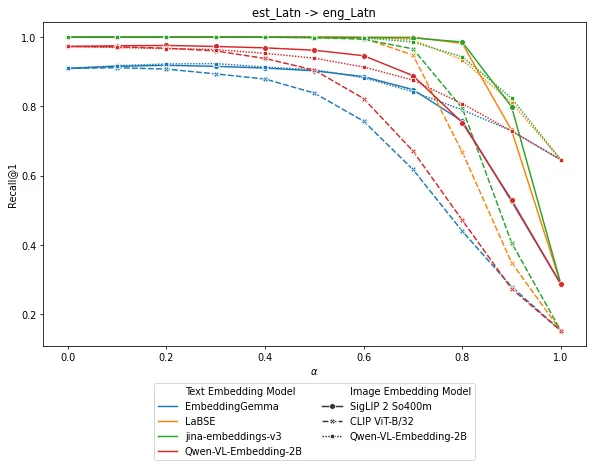 est_Latn -> eng_Latn
Recall@1
1.0
0.8
0.6
0.4
0.2
0.0 0.2 0.4 0.6 0.8 1.0
α
Text Embedding Model Image Embedding Model
EmbeddingGemma SigLIP 2 So400m
LaBSE CLIP ViT-B/32
jina-embeddings-v3 Qwen-VL-Embedding-2B
Qwen-VL-Embedding-2B